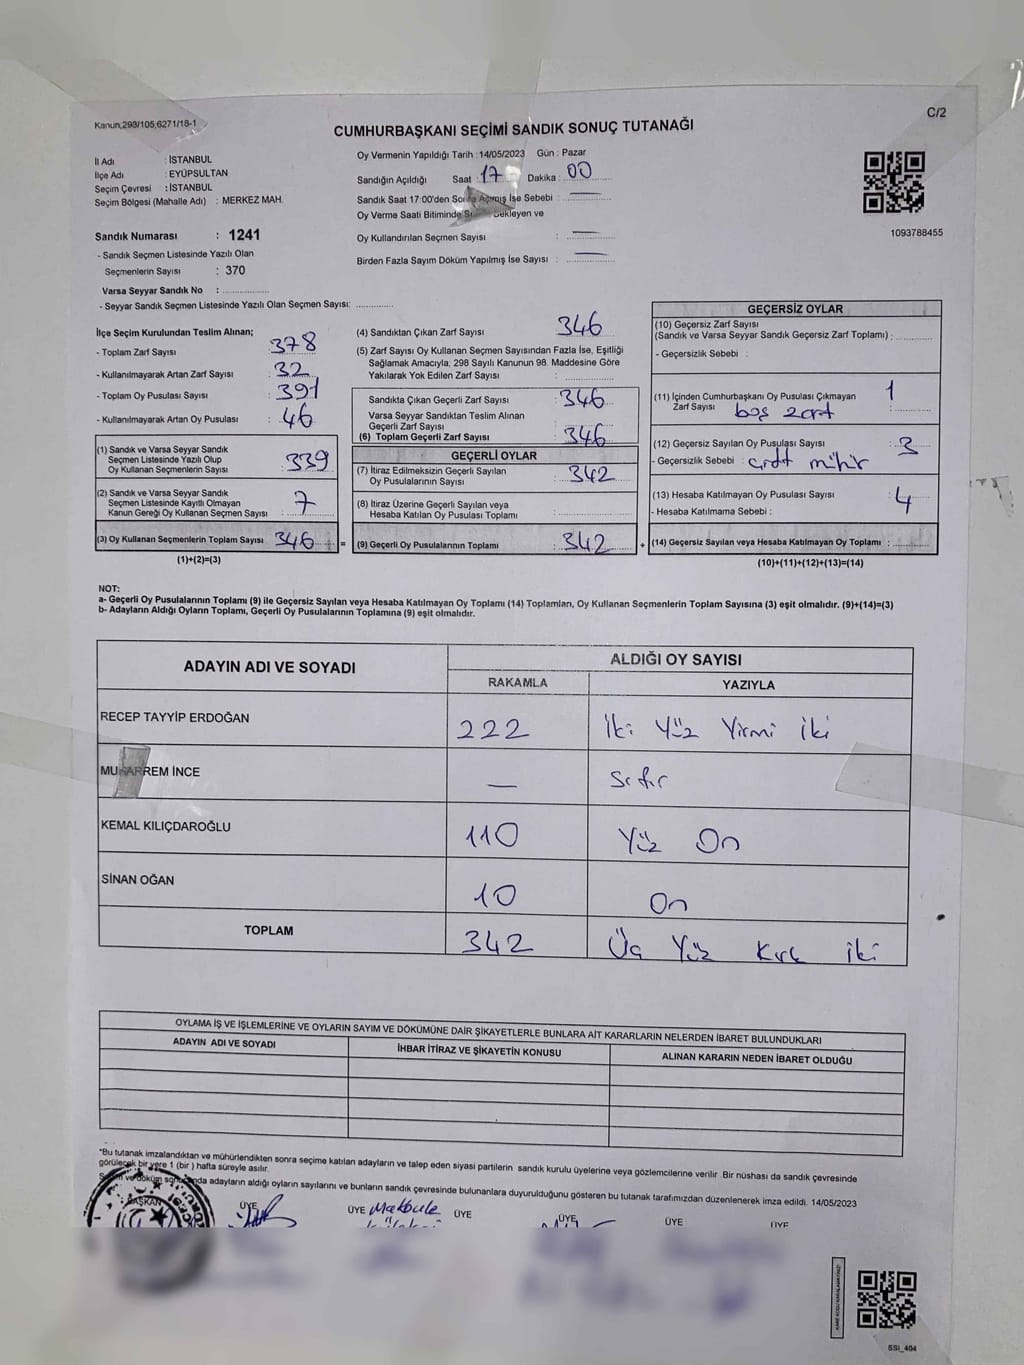 Kanun,298/105,6271/18-1
C/2
CUMHURBAŞKANI SEÇİMİ SANDIK SONUÇ TUTANAĞI
İl Adı : İSTANBUL
İlçe Adı : EYÜPSULTAN
Seçim Çevresi : İSTANBUL
Seçim Bölgesi (Mahalle Adı) : MERKEZ MAH.
Oy Vermenin Yapıldığı Tarih :14/05/2023 Gün : Pazar
Sandığın Açıldığı Saat : 17 Dakika : 00
Sandık Saat 17:00'den Sonra Açılmış İse Sebebi : —
Oy Verme Saati Bitiminde Bekleyen ve
Oy Kullandırılan Seçmen Sayısı : —
Birden Fazla Sayım Döküm Yapılmış İse Sayısı : —
1093788455
Sandık Numarası : 1241
- Sandık Seçmen Listesinde Yazılı Olan
Seçmenlerin Sayısı : 370
Varsa Seyyar Sandık No :
- Seyyar Sandık Seçmen Listesinde Yazılı Olan Seçmen Sayısı:
İlçe Seçim Kurulundan Teslim Alınan;
- Toplam Zarf Sayısı : 378
- Kullanılmayarak Artan Zarf Sayısı : 32
- Toplam Oy Pusulası Sayısı : 391
- Kullanılmayarak Artan Oy Pusulası : 46
(1) Sandık ve Varsa Seyyar Sandık
Seçmen Listesinde Yazılı Olup
Oy Kullanan Seçmenlerin Sayısı : 339
(2) Sandık ve Varsa Seyyar Sandık
Seçmen Listesinde Kayıtlı Olmayan
Kanun Gereği Oy Kullanan Seçmen Sayısı : 7
(3) Oy Kullanan Seçmenlerin Toplam Sayısı : 346
(1)+(2)=(3)
(4) Sandıktan Çıkan Zarf Sayısı : 346
(5) Zarf Sayısı Oy Kullanan Seçmen Sayısından Fazla İse, Eşitliği
Sağlamak Amacıyla, 298 Sayılı Kanunun 98. Maddesine Göre
Yakılarak Yok Edilen Zarf Sayısı :
Sandıkta Çıkan Geçerli Zarf Sayısı : 346
Varsa Seyyar Sandıktan Teslim Alınan
Geçerli Zarf Sayısı :
(6) Toplam Geçerli Zarf Sayısı : 346
GEÇERLİ OYLAR
(7) İtiraz Edilmeksizin Geçerli Sayılan
Oy Pusulalarının Sayısı : 342
(8) İtiraz Üzerine Geçerli Sayılan veya
Hesaba Katılan Oy Pusulası Toplamı :
= (9) Geçerli Oy Pusulalarının Toplamı : 342 +
GEÇERSİZ OYLAR
(10) Geçersiz Zarf Sayısı
(Sandık ve Varsa Seyyar Sandık Geçersiz Zarf Toplamı) :
- Geçersizlik Sebebi :
(11) İçinden Cumhurbaşkanı Oy Pusulası Çıkmayan
Zarf Sayısı boş zarf : 1
(12) Geçersiz Sayılan Oy Pusulası Sayısı : 3
- Geçersizlik Sebebi : çift mühür
(13) Hesaba Katılmayan Oy Pusulası Sayısı : 4
- Hesaba Katılmama Sebebi :
(14) Geçersiz Sayılan veya Hesaba Katılmayan Oy Toplamı :
(10)+(11)+(12)+(13)=(14)
NOT:
a- Geçerli Oy Pusulalarının Toplamı (9) ile Geçersiz Sayılan veya Hesaba Katılmayan Oy Toplamı (14) Toplamları, Oy Kullanan Seçmenlerin Toplam Sayısına (3) eşit olmalıdır. (9)+(14)=(3)
b- Adayların Aldığı Oyların Toplamı, Geçerli Oy Pusulalarının Toplamına (9) eşit olmalıdır.
ADAYIN ADI VE SOYADI ALDIĞI OY SAYISI
RAKAMLA YAZIYLA
RECEP TAYYİP ERDOĞAN 222 İki Yüz Yirmi iki
MUHARREM İNCE — Sıfır
KEMAL KILIÇDAROĞLU 110 Yüz On
SİNAN OĞAN 10 On
TOPLAM 342 Üç Yüz Kırk iki
OYLAMA İŞ VE İŞLEMLERİNE VE OYLARIN SAYIM VE DÖKÜMÜNE DAİR ŞİKAYETLERLE BUNLARA AİT KARARLARIN NELERDEN İBARET BULUNDUKLARI
ADAYIN ADI VE SOYADI İHBAR İTİRAZ VE ŞİKAYETİN KONUSU ALINAN KARARIN NEDEN İBARET OLDUĞU
*Bu tutanak imzalandıktan ve mühürlendikten sonra seçime katılan adayların ve talep eden siyasi partilerin sandık kurulu üyelerine veya gözlemcilerine verilir .Bir nüshası da sandık çevresinde
görülecek bir yere 1 (bir ) hafta süreyle asılır.
Sayım ve döküm sonucunda adayların aldığı oyların sayılarını ve bunların sandık çevresinde bulunanlara duyurulduğunu gösteren bu tutanak tarafımızdan düzenlenerek imza edildi. 14/05/2023
BAŞKAN ÜYE ÜYE Makbule ÜYE ÜYE ÜYE ÜYE
SSI_404